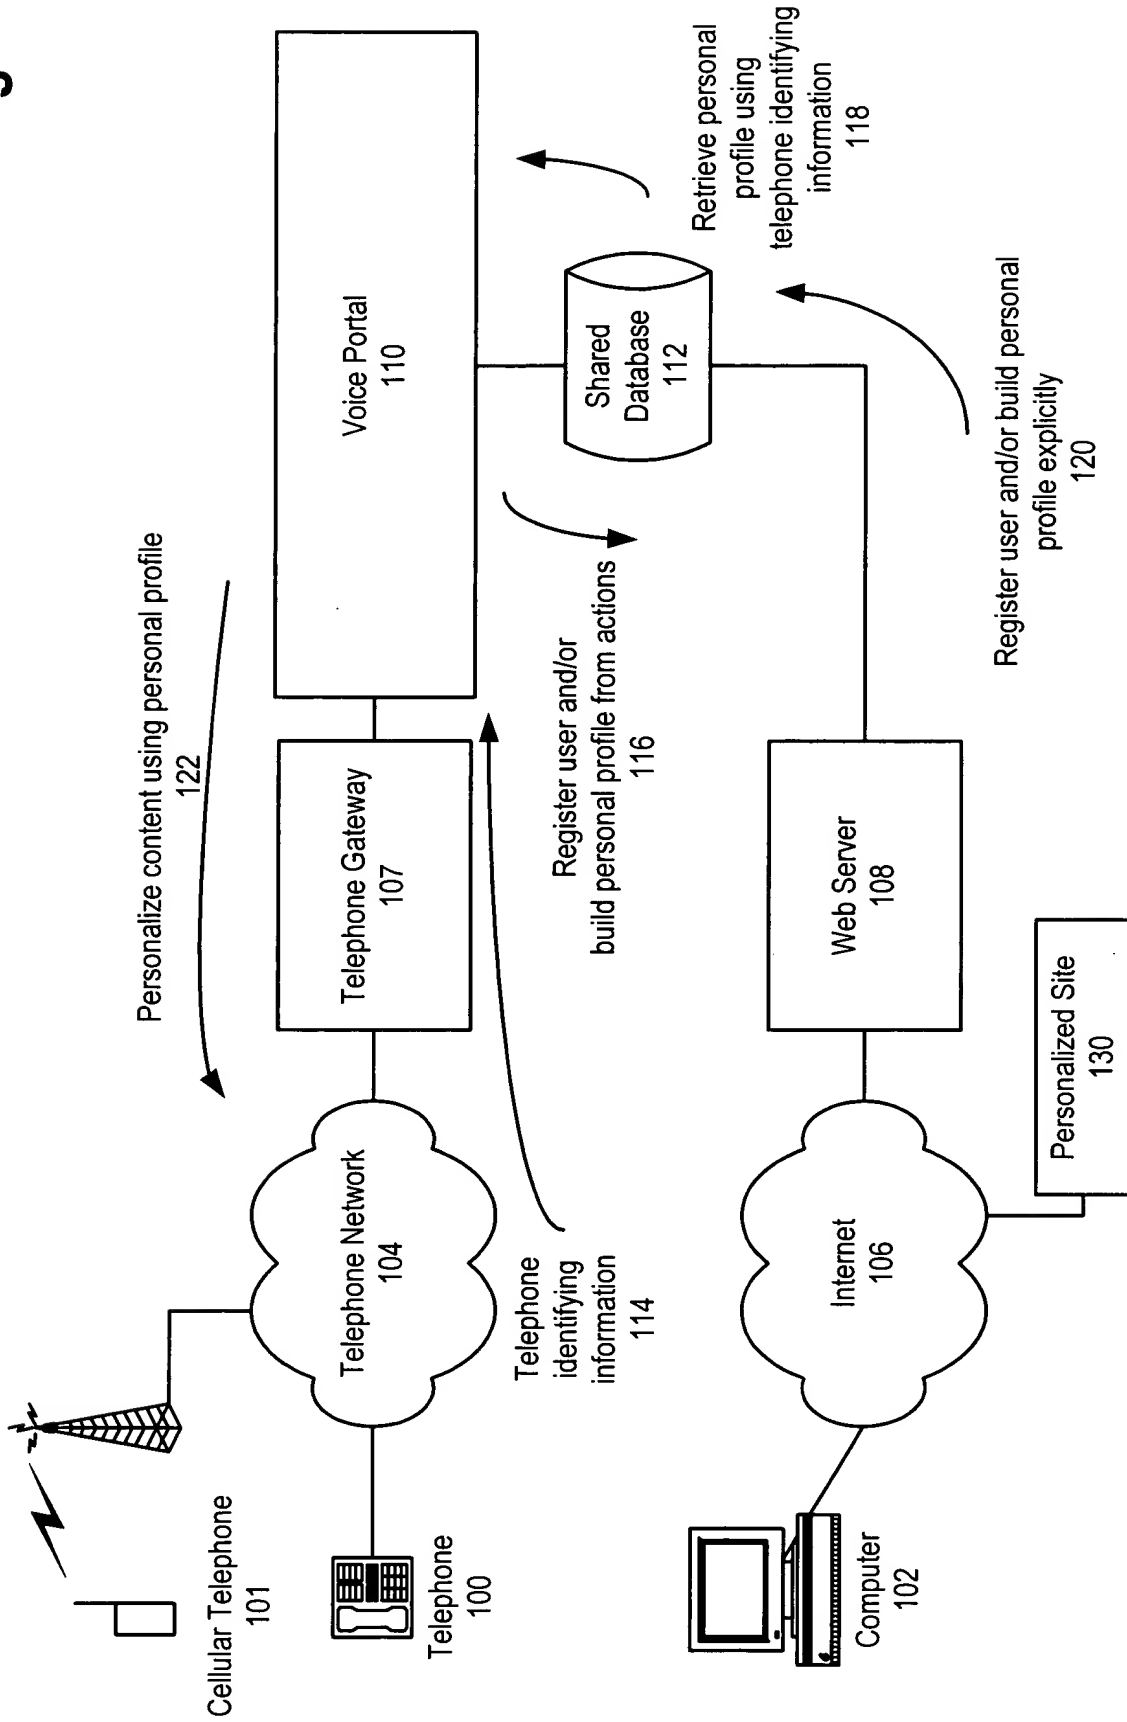 Cellular Telephone
101
Telephone
100
Computer
102
Telephone Network
104
Telephone
identifying
information
114
Internet
106
Personalized Site
130
Personalize content using personal profile
122
Telephone Gateway
107
Register user and/or
build personal profile from actions
116
Web Server
108
Voice Portal
110
Shared
Database
112
Retrieve personal
profile using
telephone identifying
information
118
Register user and/or build personal
profile explicitly
120